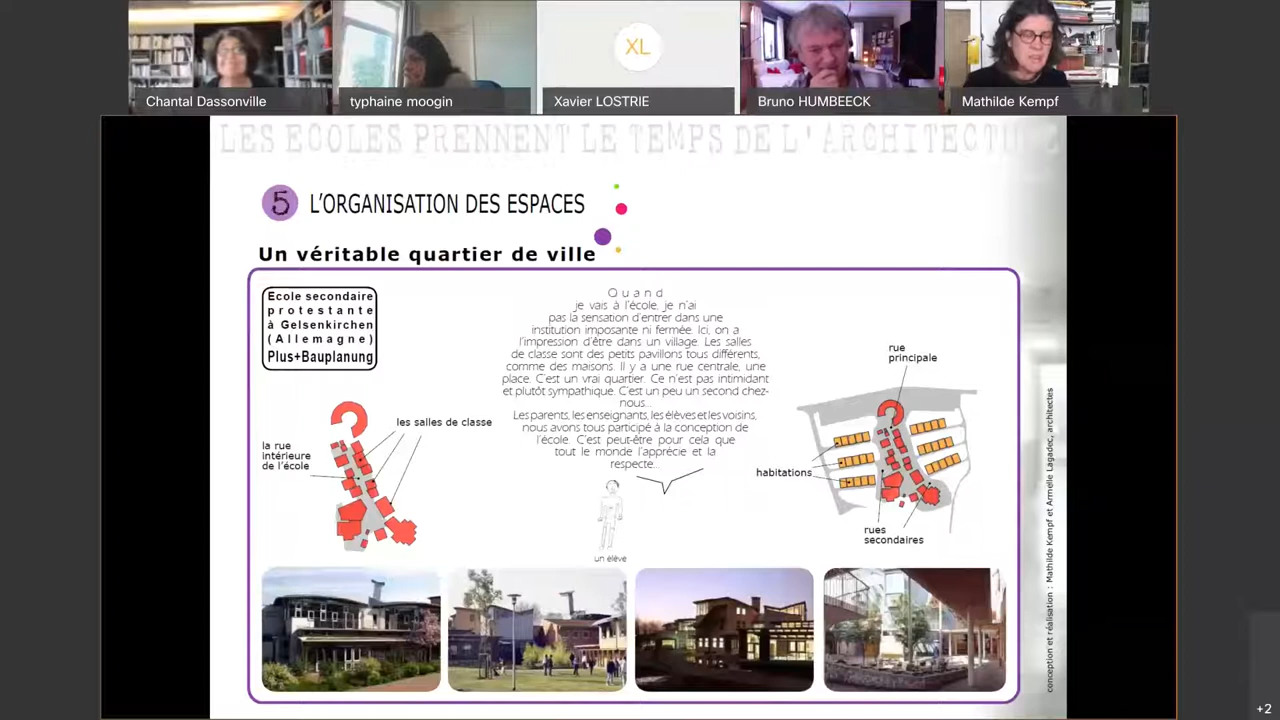 XL
Chantal Dassonville
typhaine moogin
Xavier LOSTRIE
Bruno HUMBEECK
Mathilde Kempf
LES ECOLES PRENNENT LE TEMPS DE L'ARCHITECTU
5 L'ORGANISATION DES ESPACES
Un véritable quartier de ville
Ecole secondaire
protestante
à Gelsenkirchen
(Allemagne)
Plus+Bauplanung
Quand
je vais à l'école, je n'ai
pas la sensation d'entrer dans une
institution imposante ni fermée. Ici, on a
l'impression d'être dans un village. Les salles
de classe sont des petits pavillons tous différents,
comme des maisons. Il y a une rue centrale, une
place. C'est un vrai quartier. Ce n'est pas intimidant
et plutôt sympathique. C'est un peu un second chez-
nous...
Les parents, les enseignants, les élèves et les voisins,
nous avons tous participé à la conception de
l'école. C'est peut-être pour cela que
tout le monde l'apprécie et la
respecte...
un élève
les salles de classe
la rue
intérieure
de l'école
rue
principale
habitations
rues
secondaires
conception et réalisation : Mathilde Kempf et Armelle Lagadec, architectes
+2